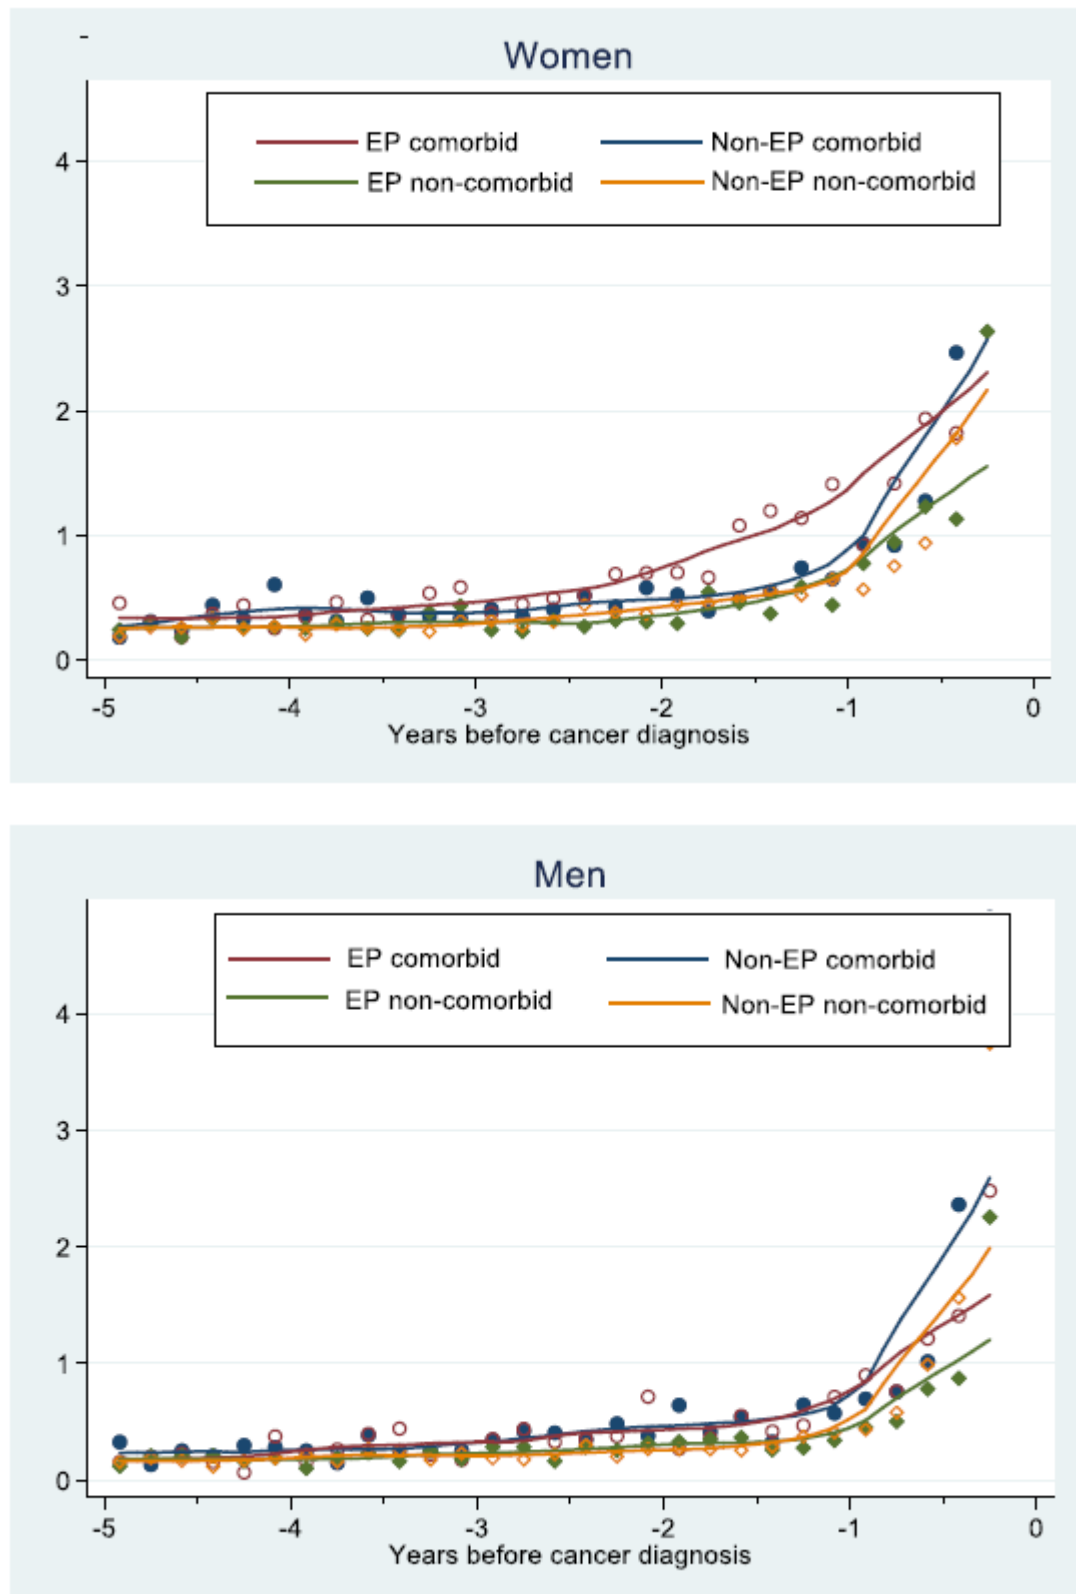 Women
EP comorbid Non-EP comorbid
EP non-comorbid Non-EP non-comorbid
4
3
2
1
0
-5 -4 -3 -2 -1 0
Years before cancer diagnosis
Men
EP comorbid Non-EP comorbid
EP non-comorbid Non-EP non-comorbid
4
3
2
1
0
-5 -4 -3 -2 -1 0
Years before cancer diagnosis